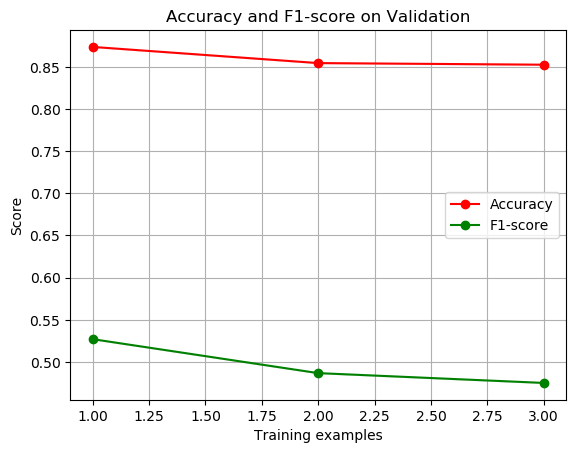 Accuracy and F1-score on Validation
0.85
0.80
0.75
0.70
0.65
0.60
0.55
0.50
Score
Accuracy
F1-score
1.00 1.25 1.50 1.75 2.00 2.25 2.50 2.75 3.00
Training examples